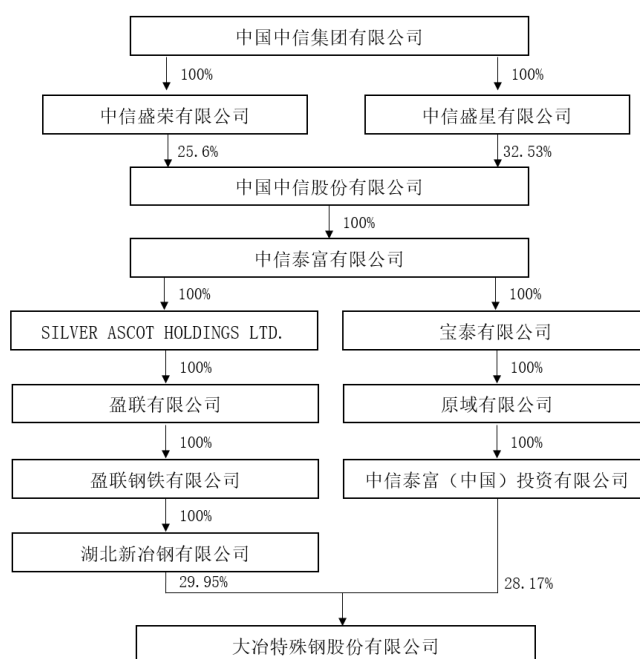 中国中信集团有限公司
100% 100%
中信盛荣有限公司 中信盛星有限公司
25.6% 32.53%
中国中信股份有限公司
100%
中信泰富有限公司
100% 100%
SILVER ASCOT HOLDINGS LTD. 宝泰有限公司
100% 100%
盈联有限公司 原域有限公司
100% 100%
盈联钢铁有限公司 中信泰富（中国）投资有限公司
100%
湖北新冶钢有限公司
29.95% 28.17%
大冶特殊钢股份有限公司